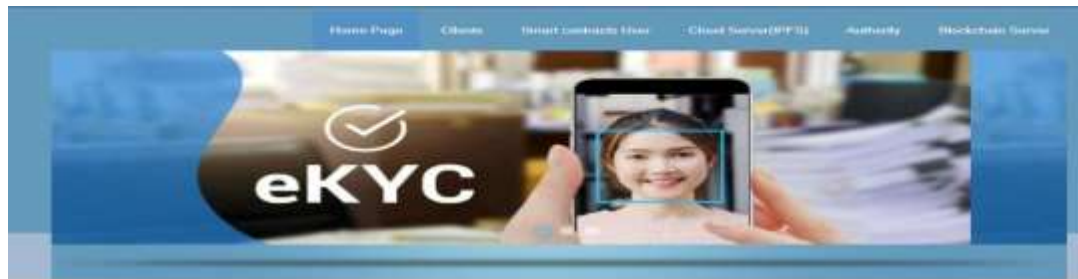 Home Page Clients Smart contracts User Cloud Server(IPFS) Authority Blockchain Server
eKYC